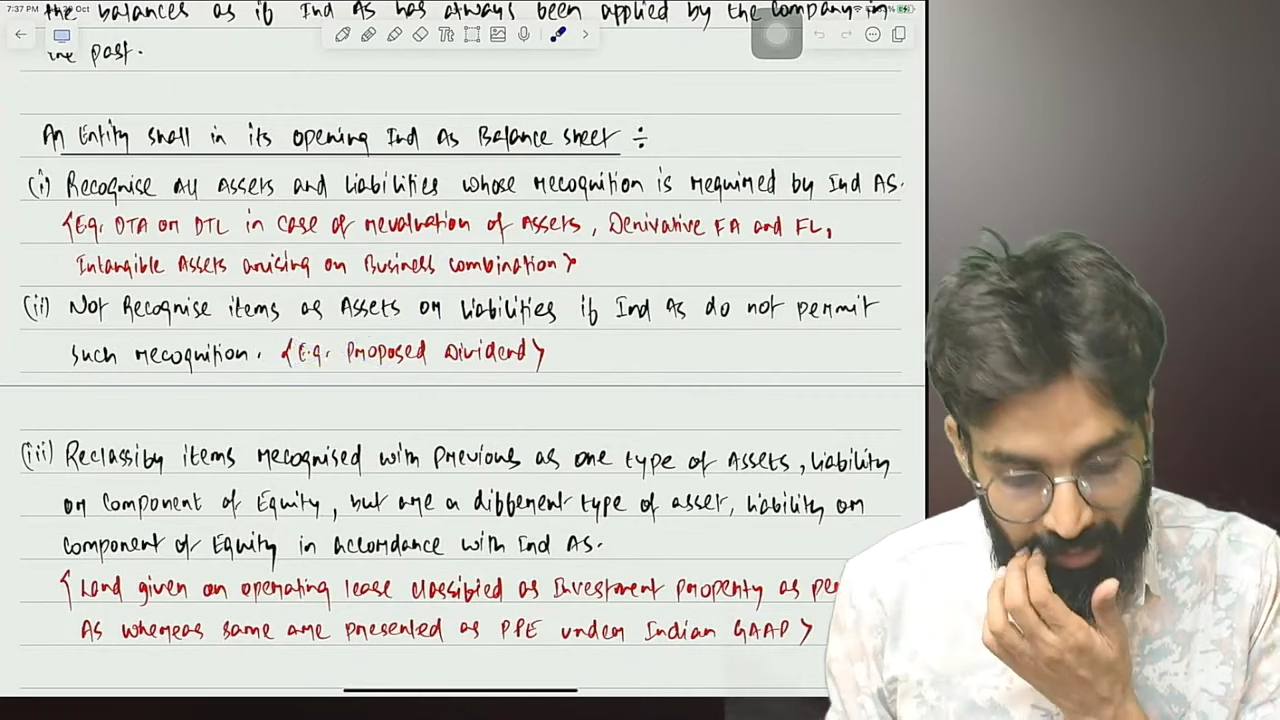 7:37 PM Oct
the balances as if Ind As has always been applied by the company in
the past.
Tt
An Entity shall in its opening Ind As Balance sheet ÷
(i) Recognise All Assets and Liabilities whose recognition is required by Ind AS.
{Eg. DTA or DTL in case of revaluation of Assets, Derivative FA and FL,
Intangible Assets arising on Business combination}
(ii) Not Recognise items as Assets or Liabilities if Ind As do not permit
such recognition. {E.g. Proposed Dividend}
(iii) Reclassify items recognised with previous as one type of Assets, liability
or component of Equity, but are a different type of asset, liability or
component of Equity in accordance with Ind AS.
{Land given on operating lease classified as Investment property as per
AS whereas same are presented as PPE under Indian GAAP}